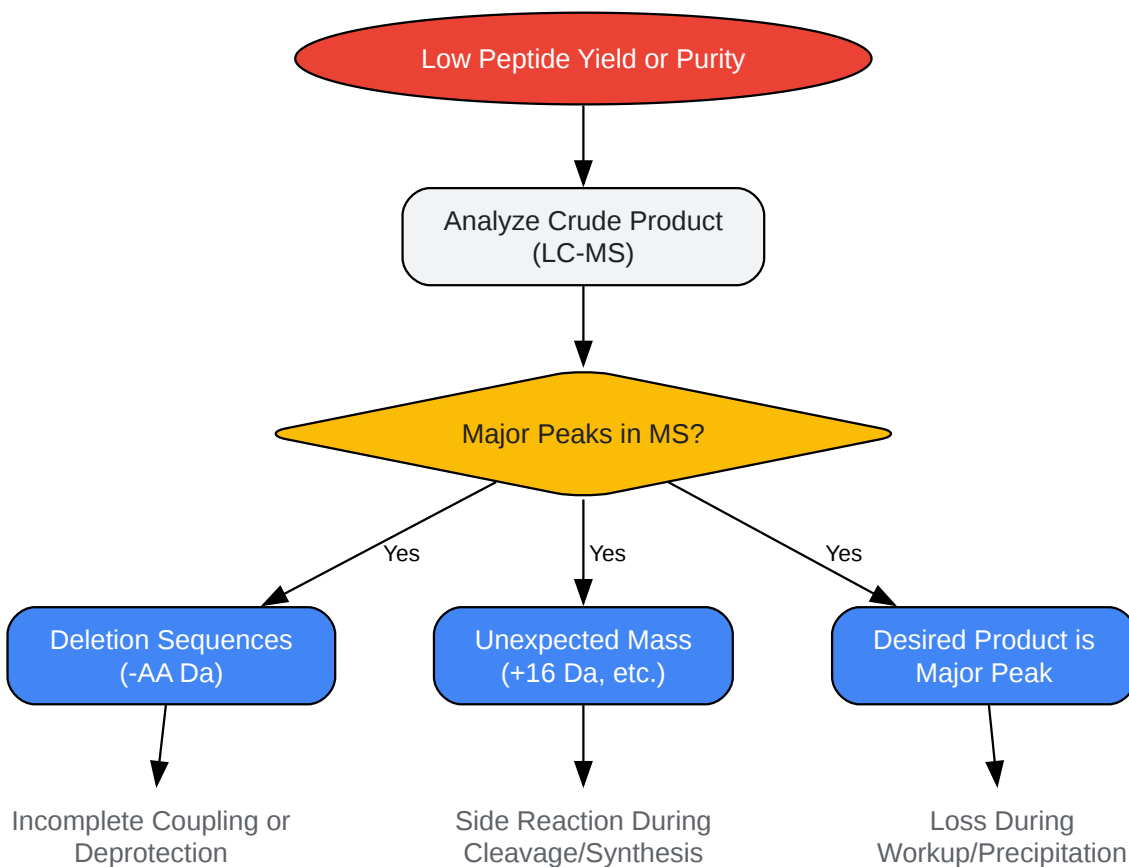 Low Peptide Yield or Purity
Analyze Crude Product
(LC-MS)
Major Peaks in MS?
Yes
Yes
Yes
Deletion Sequences
(-AA Da)
Unexpected Mass
(+16 Da, etc.)
Desired Product is
Major Peak
Incomplete Coupling or
Deprotection
Side Reaction During
Cleavage/Synthesis
Loss During
Workup/Precipitation